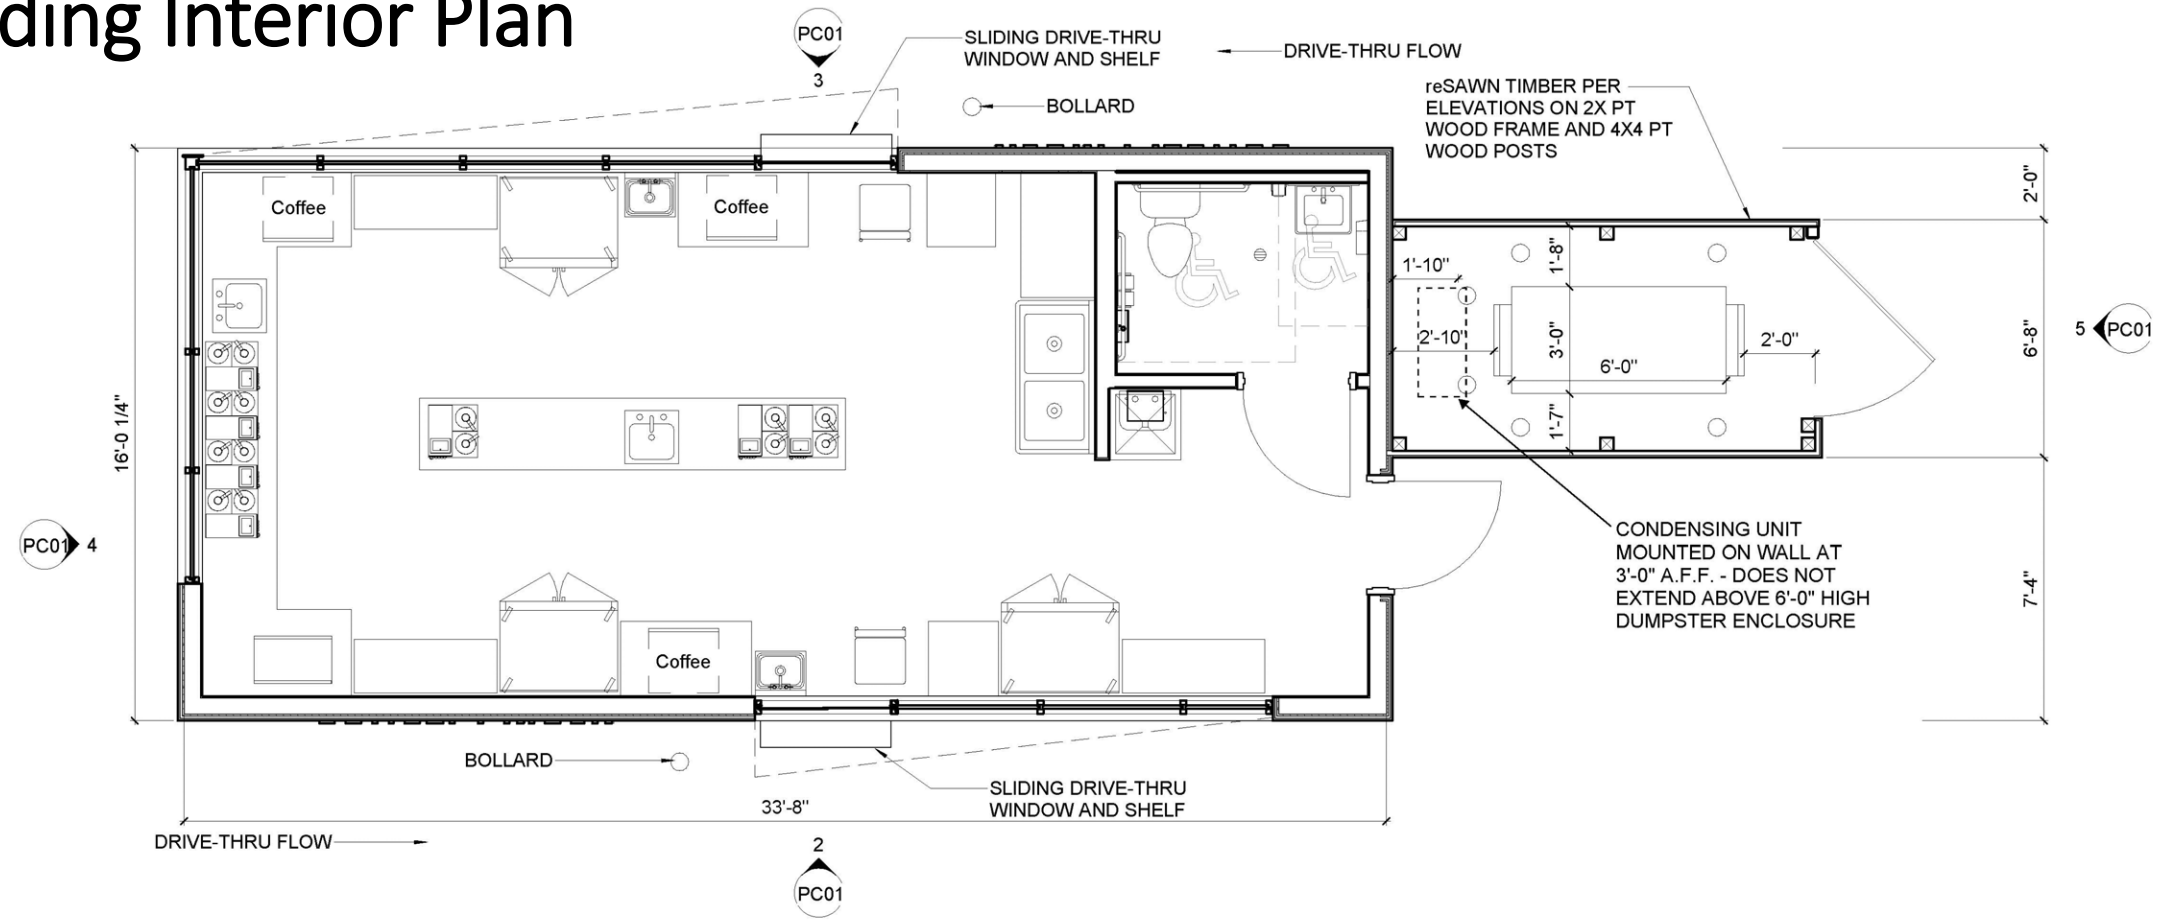 ding Interior Plan
PC01
3
SLIDING DRIVE-THRU
WINDOW AND SHELF
DRIVE-THRU FLOW
BOLLARD
reSAWN TIMBER PER
ELEVATIONS ON 2X PT
WOOD FRAME AND 4X4 PT
WOOD POSTS
Coffee
Coffee
2'-0"
1'-8"
1'-10"
2'-10"
3'-0"
6'-0"
2'-0"
6'-8"
5
PC01
1'-7"
16'-0 1/4"
PC01
4
CONDENSING UNIT
MOUNTED ON WALL AT
3'-0" A.F.F. - DOES NOT
EXTEND ABOVE 6'-0" HIGH
DUMPSTER ENCLOSURE
7'-4"
Coffee
BOLLARD
SLIDING DRIVE-THRU
WINDOW AND SHELF
33'-8"
DRIVE-THRU FLOW
2
PC01